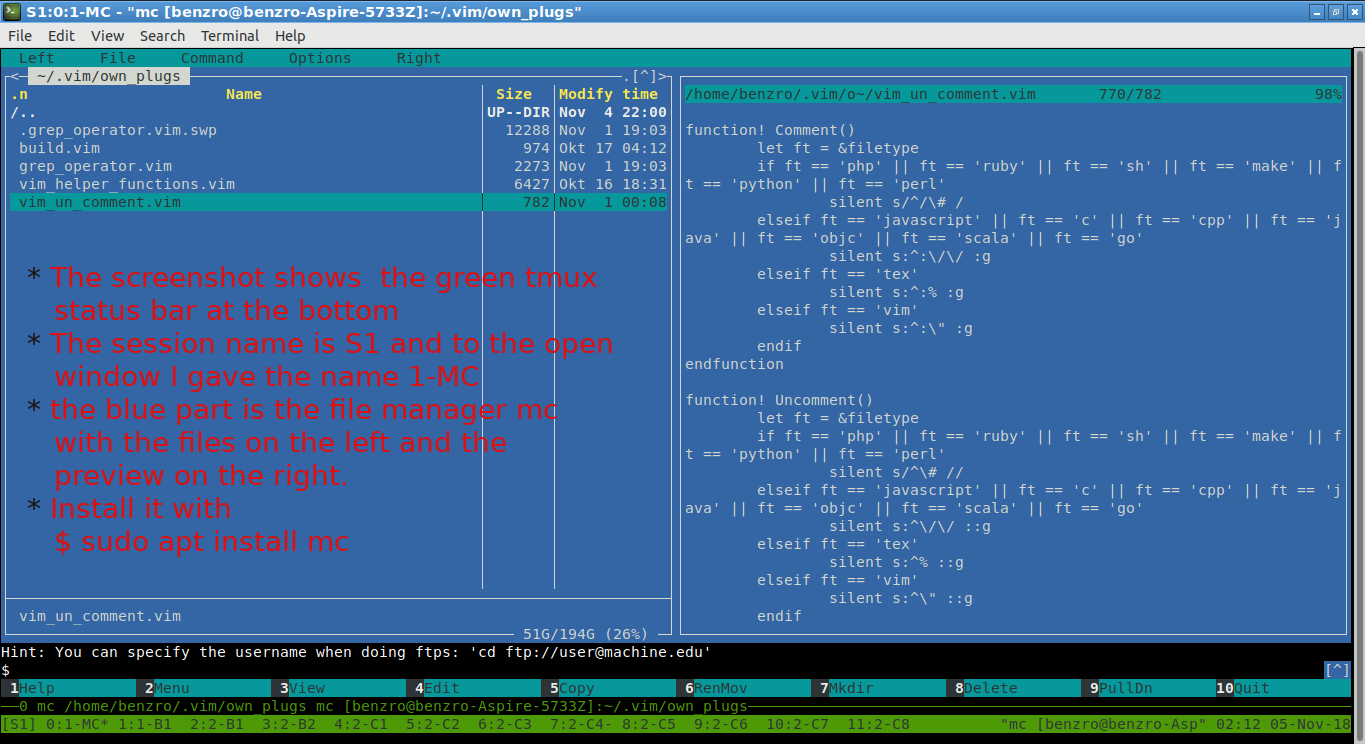 S1:0:1-MC - "mc [benzro@benzro-Aspire-5733Z]:~/.vim/own_plugs"
File Edit View Search Terminal Help
Left File Command Options Right
<─ ~/.vim/own_plugs .[^]>
.n Name Size Modify time
/.. UP--DIR Nov 4 22:00
.grep_operator.vim.swp 12288 Nov 1 19:03
build.vim 974 Okt 17 04:12
grep_operator.vim 2273 Nov 1 19:03
vim_helper_functions.vim 6427 Okt 16 18:31
vim_un_comment.vim 782 Nov 1 00:08
* The screenshot shows the green tmux
status bar at the bottom
* The session name is S1 and to the open
window I gave the name 1-MC
* the blue part is the file manager mc
with the files on the left and the
preview on the right.
* Install it with
$ sudo apt install mc
vim_un_comment.vim
51G/194G (26%)
/home/benzro/.vim/o~/vim_un_comment.vim 770/782 98%
function! Comment()
let ft = &filetype
if ft == 'php' || ft == 'ruby' || ft == 'sh' || ft == 'make' || f
t == 'python' || ft == 'perl'
silent s/^/\# /
elseif ft == 'javascript' || ft == 'c' || ft == 'cpp' || ft == 'j
ava' || ft == 'objc' || ft == 'scala' || ft == 'go'
silent s:^:\/\/ :g
elseif ft == 'tex'
silent s:^:% :g
elseif ft == 'vim'
silent s:^:\" :g
endif
endfunction
function! Uncomment()
let ft = &filetype
if ft == 'php' || ft == 'ruby' || ft == 'sh' || ft == 'make' || f
t == 'python' || ft == 'perl'
silent s/^\# //
elseif ft == 'javascript' || ft == 'c' || ft == 'cpp' || ft == 'j
ava' || ft == 'objc' || ft == 'scala' || ft == 'go'
silent s:^\/\/ ::g
elseif ft == 'tex'
silent s:^% ::g
elseif ft == 'vim'
silent s:^\" ::g
endif
Hint: You can specify the username when doing ftps: 'cd ftp://user@machine.edu'
$ [^]
1Help 2Menu 3View 4Edit 5Copy 6RenMov 7Mkdir 8Delete 9PullDn 10Quit
──0 mc /home/benzro/.vim/own_plugs mc [benzro@benzro-Aspire-5733Z]:~/.vim/own_plugs
[S1] 0:1-MC* 1:1-B1 2:2-B1 3:2-B2 4:2-C1 5:2-C2 6:2-C3 7:2-C4- 8:2-C5 9:2-C6 10:2-C7 11:2-C8 "mc [benzro@benzro-Asp" 02:12 05-Nov-18